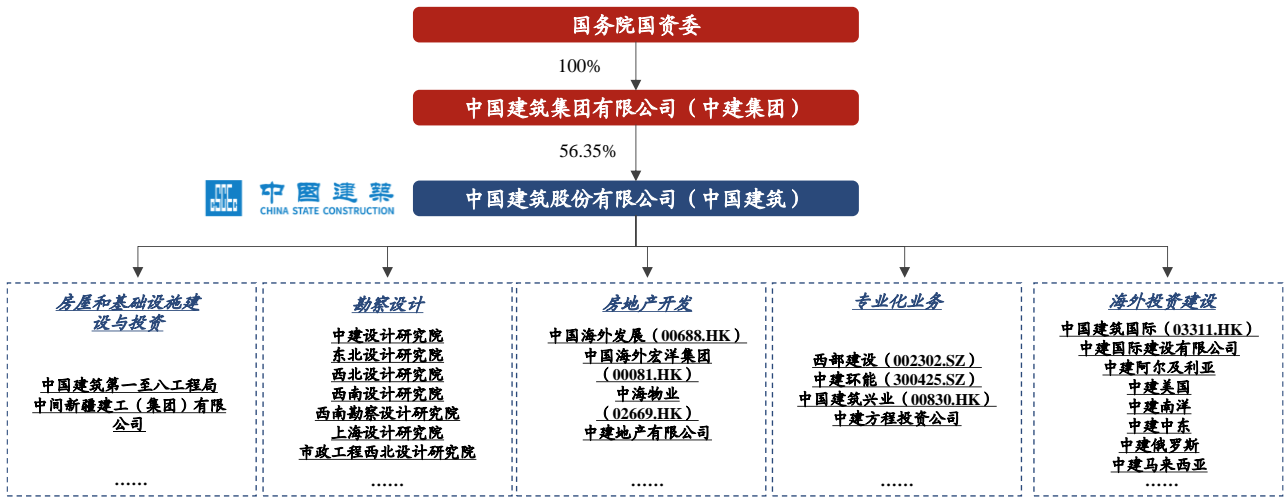 国务院国资委
100%
中国建筑集团有限公司（中建集团）
56.35%
CSCEC
中國建築
CHINA STATE CONSTRUCTION
中国建筑股份有限公司（中国建筑）
房屋和基础设施建
设与投资
中国建筑第一至八工程局
中间新疆建工（集团）有限
公司
……
勘察设计
中建设计研究院
东北设计研究院
西北设计研究院
西南设计研究院
西南勘察设计研究院
上海设计研究院
市政工程西北设计研究院
……
房地产开发
中国海外发展（00688.HK）
中国海外宏洋集团
（00081.HK）
中海物业
（02669.HK）
中建地产有限公司
……
专业化业务
西部建设（002302.SZ）
中建环能（300425.SZ）
中国建筑兴业（00830.HK）
中建方程投资公司
……
海外投资建设
中国建筑国际（03311.HK）
中建国际建设有限公司
中建阿尔及利亚
中建美国
中建南洋
中建中东
中建俄罗斯
中建马来西亚
……